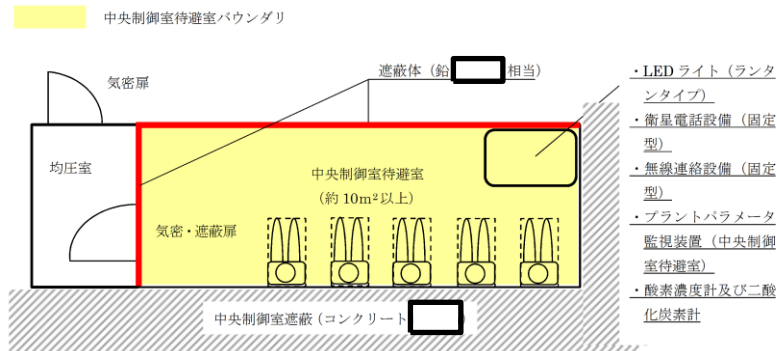 中央制御室待避室バウンダリ
気密扉
遮蔽体（鉛 相当）
均圧室
中央制御室待避室
（約 10m²以上）
気密・遮蔽扉
中央制御室遮蔽（コンクリート ）
・LED ライト（ランタ
ンタイプ）
・衛星電話設備（固定
型）
・無線連絡設備（固定
型）
・プラントパラメータ
監視装置（中央制御
室待避室）
・酸素濃度計及び二酸
化炭素計